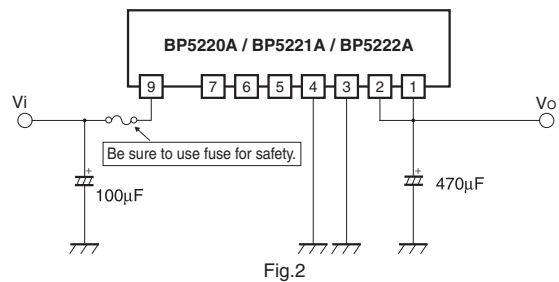 BP5220A / BP5221A / BP5222A
9 7 6 5 4 3 2 1
Vi
Vo
Be sure to use fuse for safety.
+
100μF
+
470μF
Fig.2